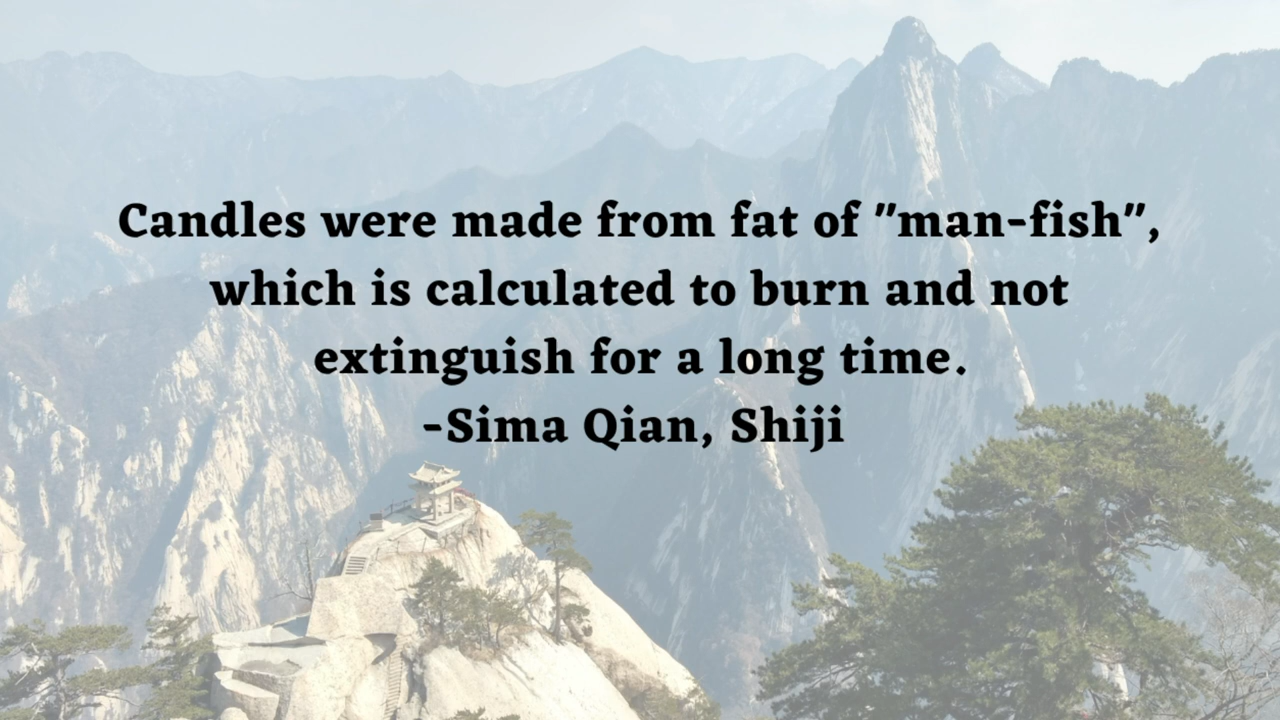 Candles were made from fat of "man-fish",
which is calculated to burn and not
extinguish for a long time.
-Sima Qian, Shiji